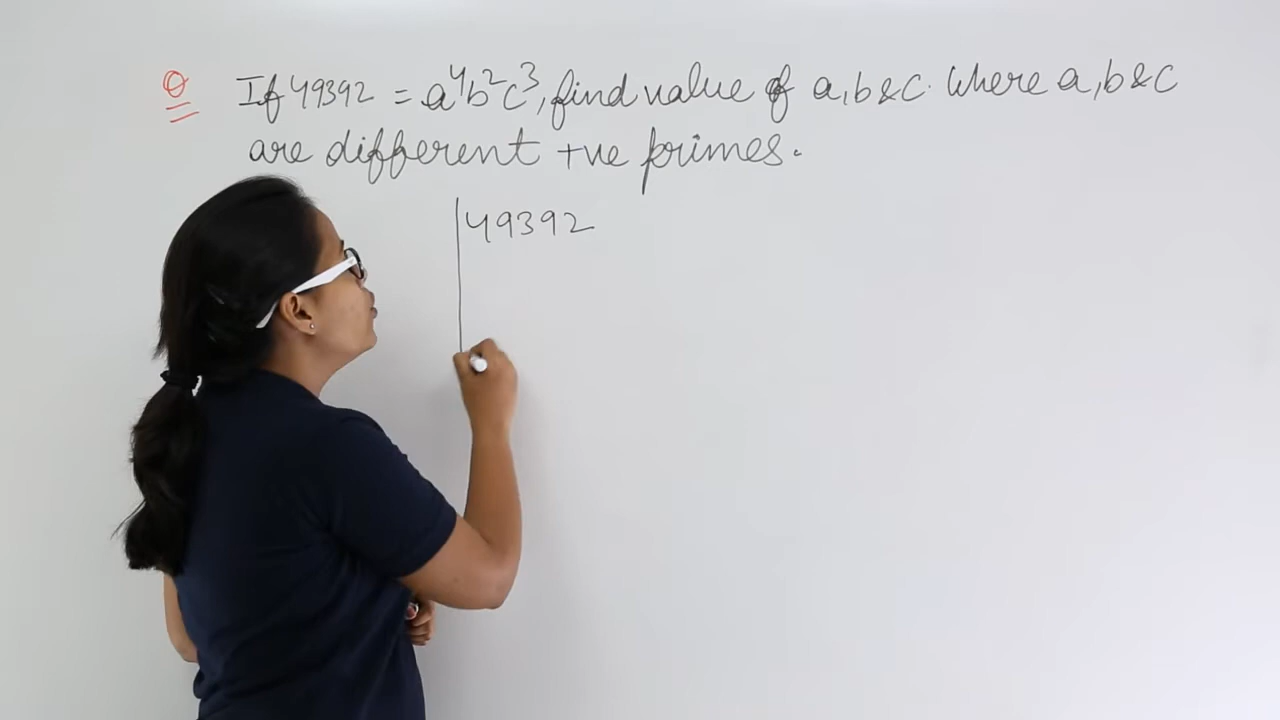 Q If 49392 = a⁴b²c³, find value of a, b & c. Where a, b & c
are different +ve primes.
49392